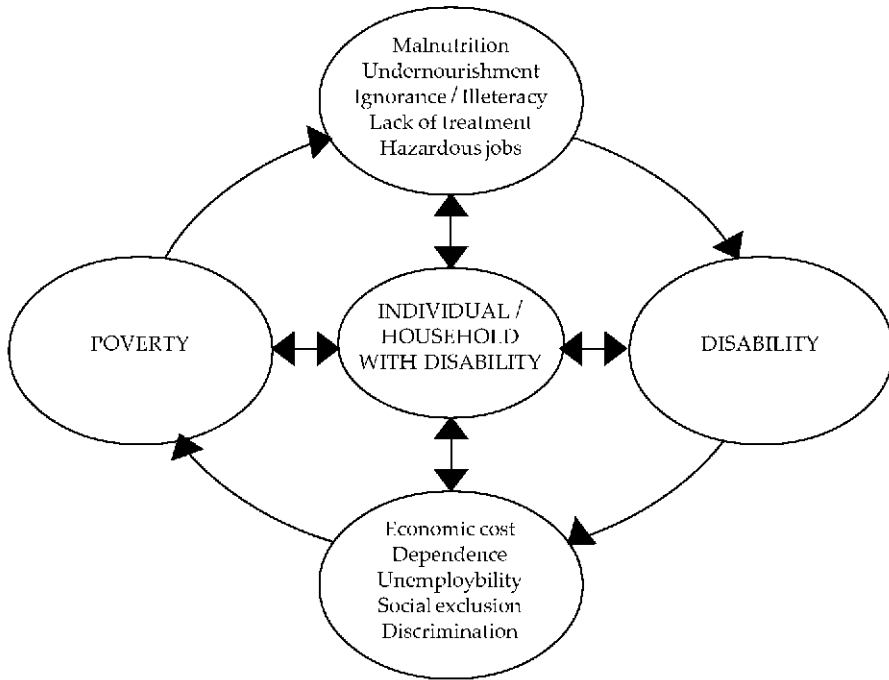 Malnutrition
Undernourishment
Ignorance / Illeteracy
Lack of treatment
Hazardous jobs
POVERTY
INDIVIDUAL /
HOUSEHOLD
WITH DISABILITY
DISABILITY
Economic cost
Dependence
Unemploybility
Social exclusion
Discrimination